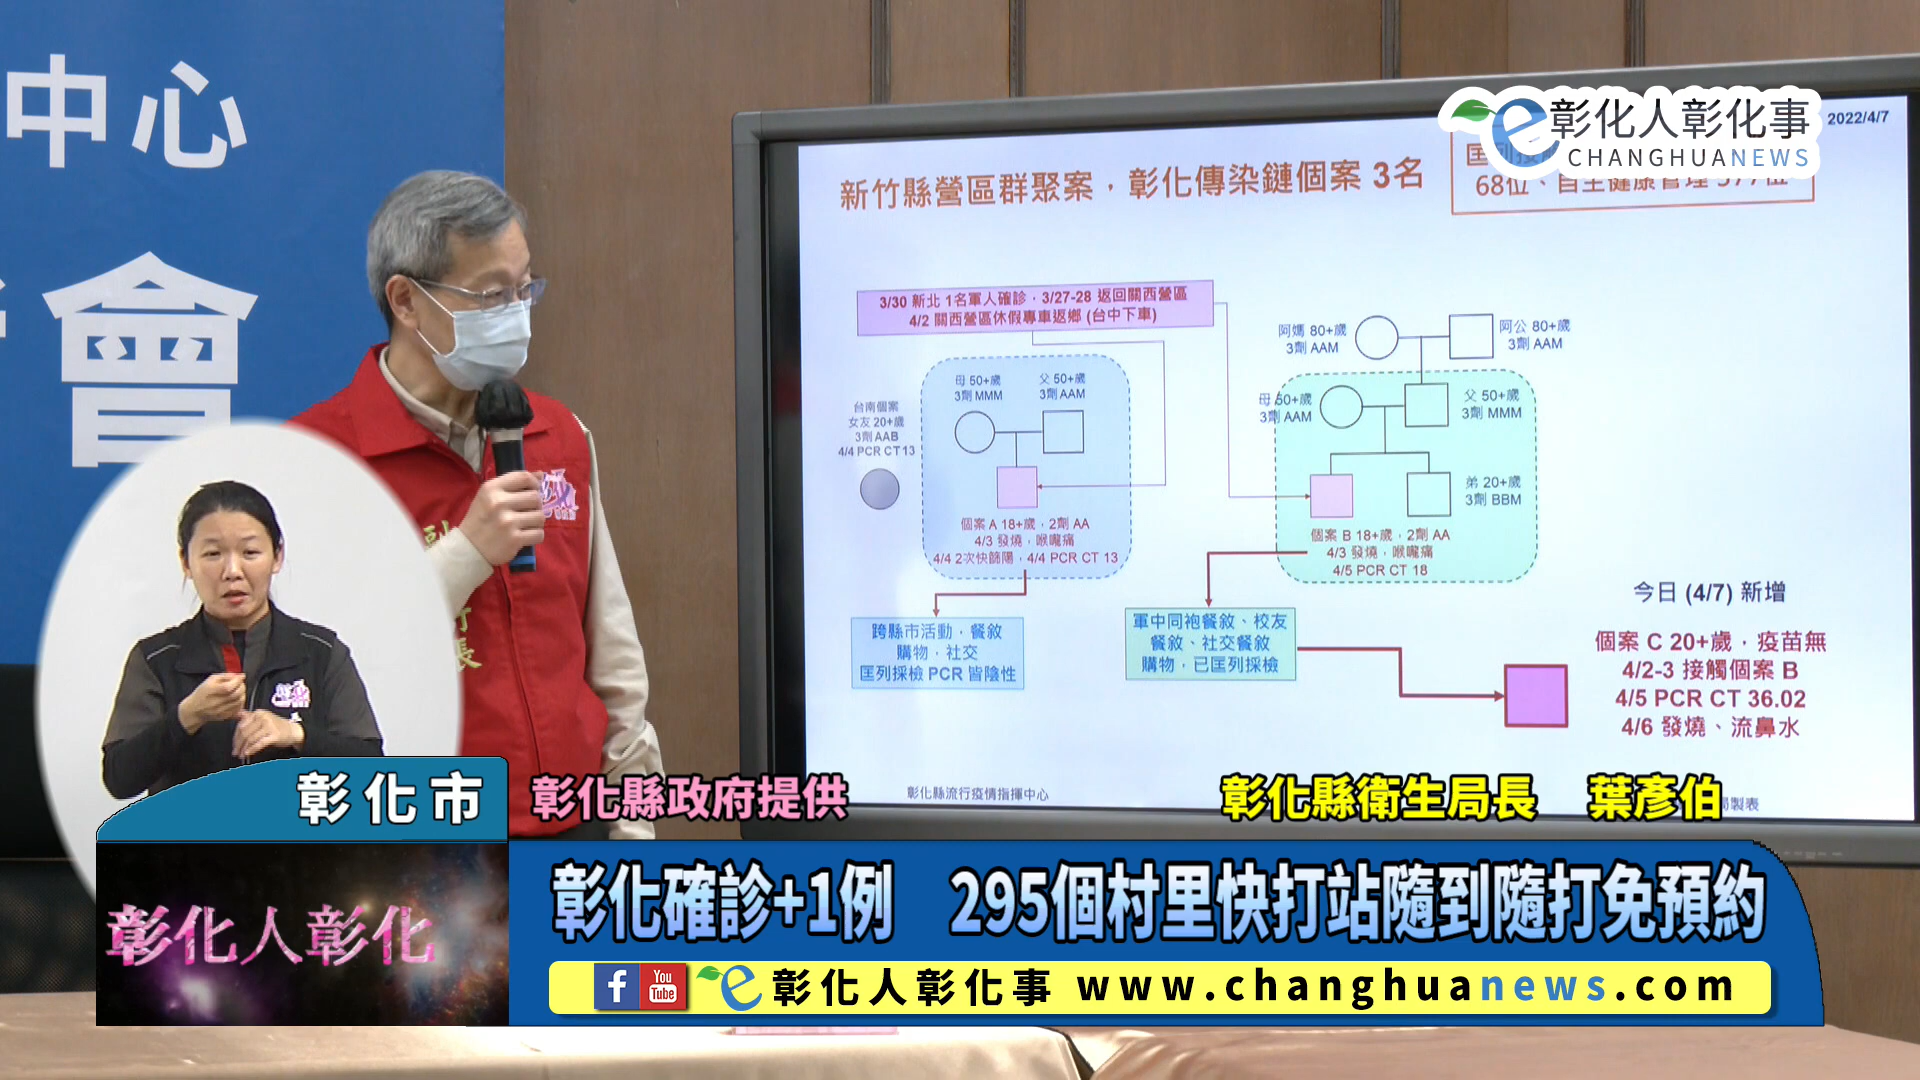 中心
會
彰化人彰化事
CHANGHUANEWS
2022/4/7
新竹縣營區群聚案，彰化傳染鏈個案 3名
68位、自主健康管理 577位
3/30 新北 1名軍人確診，3/27-28 返回關西營區
4/2 關西營區休假專車返鄉 (台中下車)
阿媽 80+歲
3劑 AAM
阿公 80+歲
3劑 AAM
母 50+歲
3劑 MMM
父 50+歲
3劑 AAM
台南個案
女友 20+歲
3劑 AAB
4/4 PCR CT13
母 50+歲
3劑 AAM
父 50+歲
3劑 MMM
弟 20+歲
3劑 BBM
個案 A 18+歲，2劑 AA
4/3 發燒，喉嚨痛
4/4 2次快篩陽，4/4 PCR CT 13
個案 B 18+歲，2劑 AA
4/3 發燒，喉嚨痛
4/5 PCR CT 18
跨縣市活動，餐敘
購物，社交
匡列採檢 PCR 皆陰性
軍中同袍餐敘、校友
餐敘、社交餐敘
購物，已匡列採檢
今日 (4/7) 新增
個案 C 20+歲，疫苗無
4/2-3 接觸個案 B
4/5 PCR CT 36.02
4/6 發燒、流鼻水
彰化縣流行疫情指揮中心
局製表
彰化市
彰化縣政府提供
彰化縣衛生局長 葉彥伯
彰化人彰化
彰化確診+1例 295個村里快打站隨到隨打免預約
f You Tube e 彰化人彰化事 www.changhuanews.com